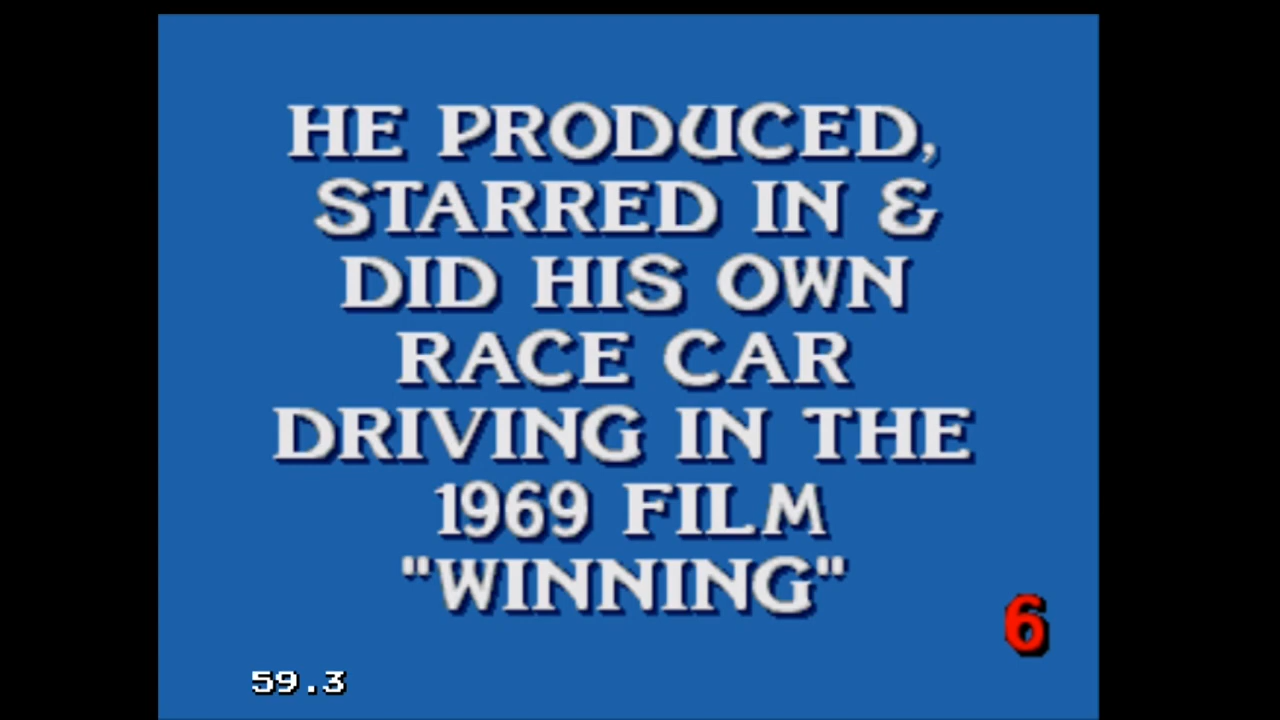 HE PRODUCED,
STARRED IN &
DID HIS OWN
RACE CAR
DRIVING IN THE
1969 FILM
"WINNING"
6
59.3